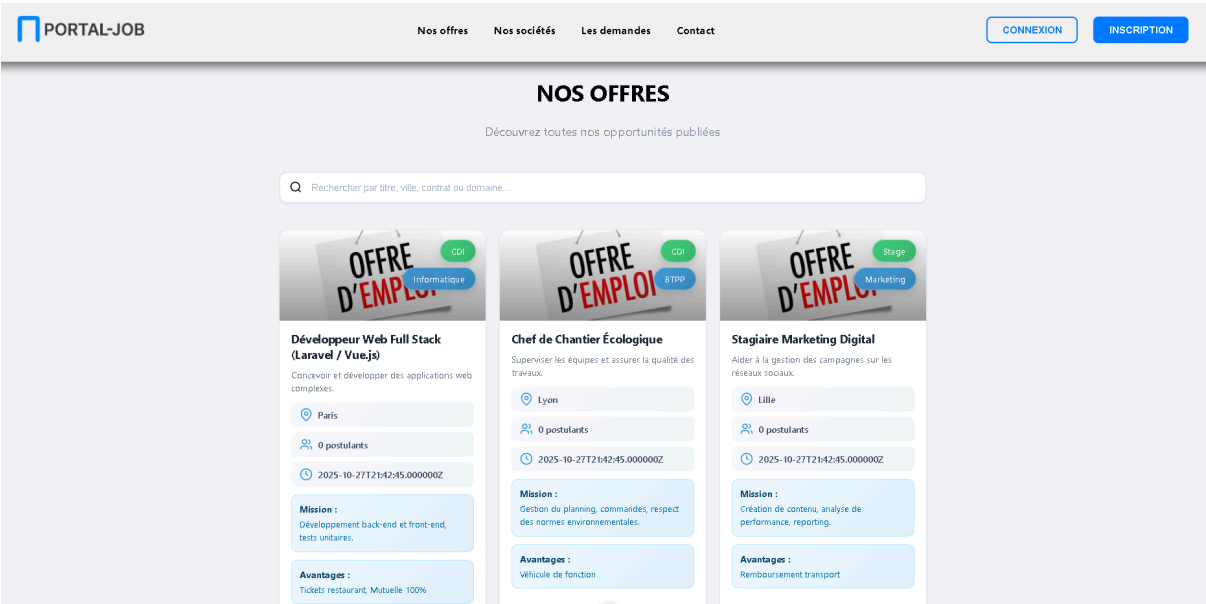 PORTAL-JOB
Nos offres
Nos sociétés
Les demandes
Contact
CONNEXION
INSCRIPTION
NOS OFFRES
Découvrez toutes nos opportunités publiées
Rechercher par titre, ville, contrat ou domaine...
OFFRE
D'EMPLOI
CDI
Informatique
Développeur Web Full Stack
(Laravel / Vue.js)
Concevoir et développer des applications web
complexes.
Paris
0 postulants
2025-10-27T21:42:45.000000Z
Mission :
Développement back-end et front-end,
tests unitaires.
Avantages :
Tickets restaurant, Mutuelle 100%
OFFRE
D'EMPLOI
CDI
BTPP
Chef de Chantier Écologique
Superviser les équipes et assurer la qualité des
travaux.
Lyon
0 postulants
2025-10-27T21:42:45.000000Z
Mission :
Gestion du planning, commandes, respect
des normes environnementales.
Avantages :
Véhicule de fonction
OFFRE
D'EMPLOI
Stage
Marketing
Stagiaire Marketing Digital
Aider à la gestion des campagnes sur les
réseaux sociaux.
Lille
0 postulants
2025-10-27T21:42:45.000000Z
Mission :
Création de contenu, analyse de
performance, reporting.
Avantages :
Remboursement transport